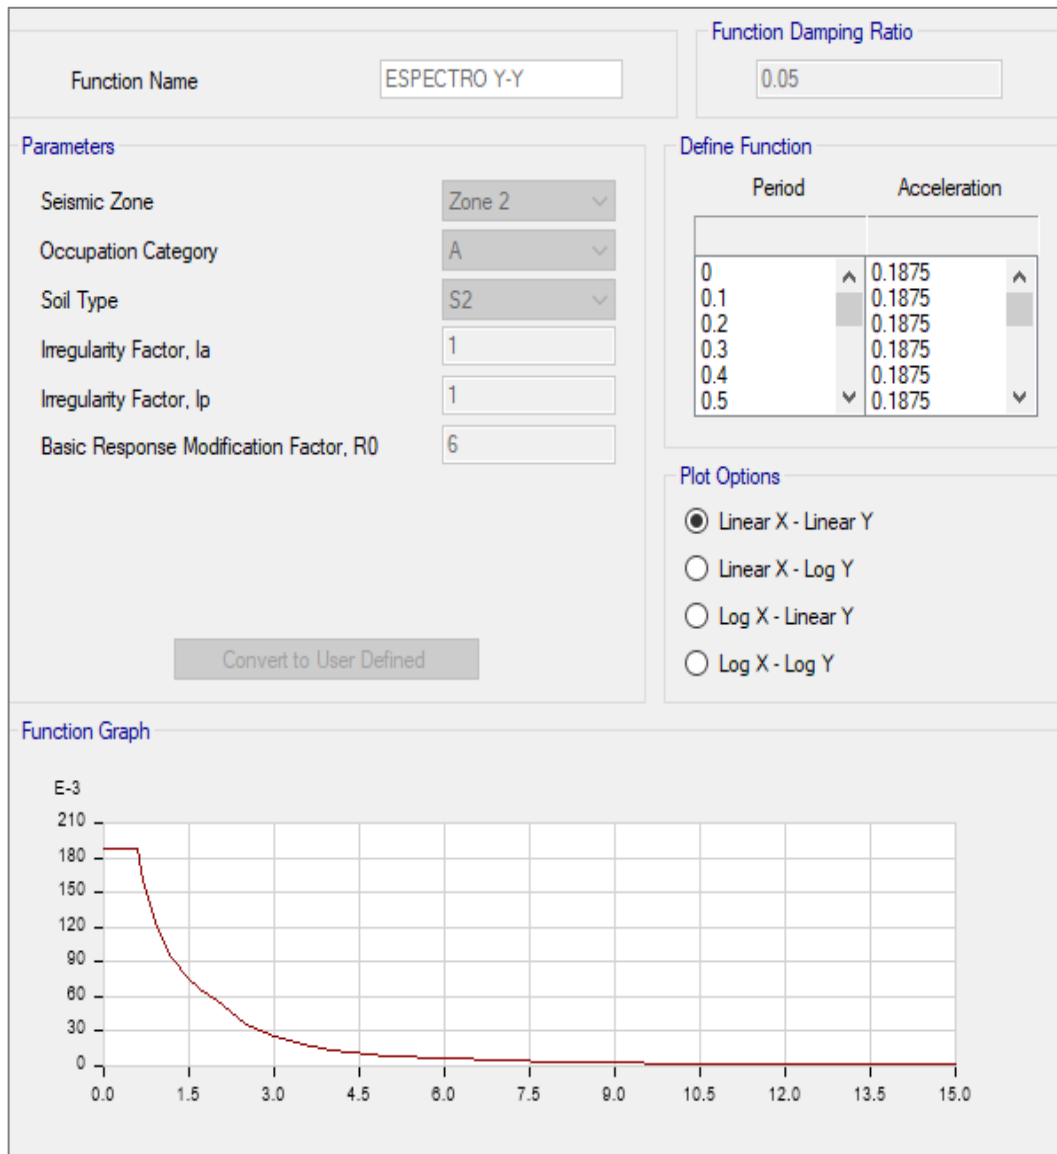 Function Damping Ratio
Function Name ESPECTRO Y-Y 0.05
Parameters
Seismic Zone Zone 2
Occupation Category A
Soil Type S2
Irregularity Factor, Ia 1
Irregularity Factor, Ip 1
Basic Response Modification Factor, R0 6
Convert to User Defined
Define Function
Period Acceleration
0 0.1875
0.1 0.1875
0.2 0.1875
0.3 0.1875
0.4 0.1875
0.5 0.1875
Plot Options
Linear X - Linear Y
Linear X - Log Y
Log X - Linear Y
Log X - Log Y
Function Graph
E-3
210
180
150
120
90
60
30
0
0.0 1.5 3.0 4.5 6.0 7.5 9.0 10.5 12.0 13.5 15.0